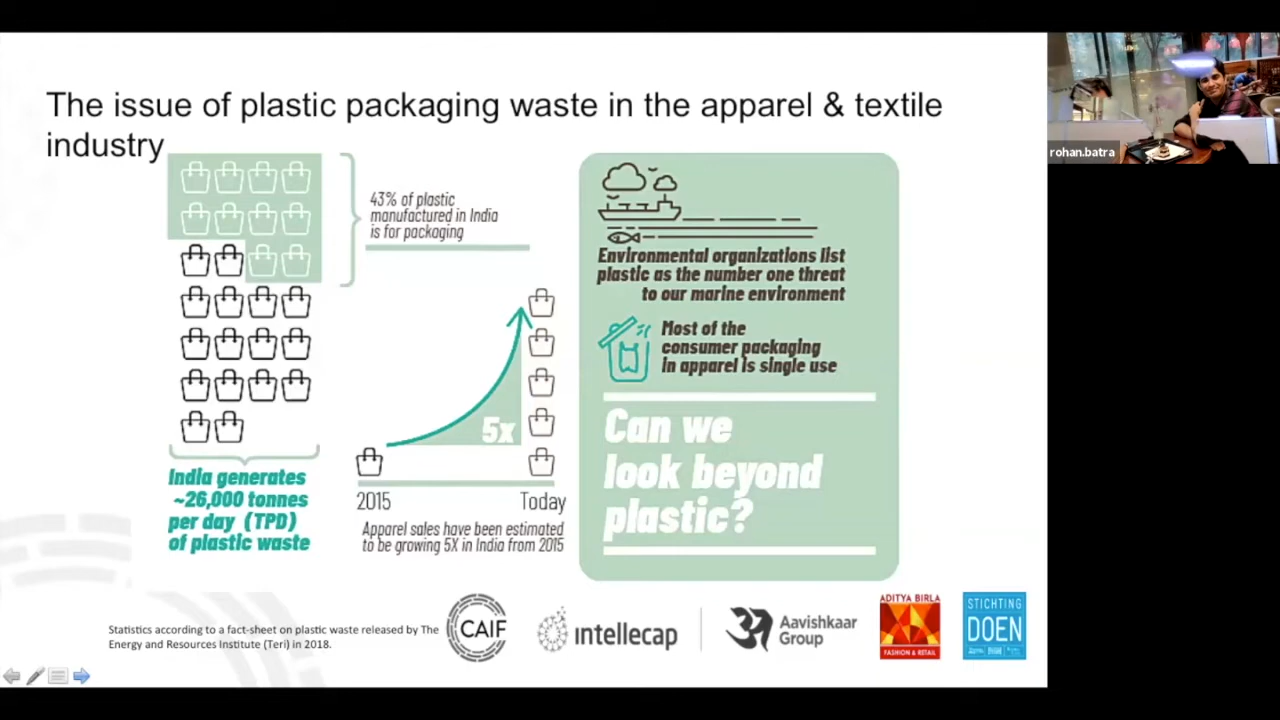 The issue of plastic packaging waste in the apparel & textile
industry
43% of plastic
manufactured in India
is for packaging
India generates
~26,000 tonnes
per day (TPD)
of plastic waste
5x
2015
Today
Apparel sales have been estimated
to be growing 5X in India from 2015
Environmental organizations list
plastic as the number one threat
to our marine environment
Most of the
consumer packaging
in apparel is single use
Can we
look beyond
plastic?
Statistics according to a fact-sheet on plastic waste released by The
Energy and Resources Institute (Teri) in 2018.
CAIF
intellecap
Aavishkaar
Group
ADITYA BIRLA
FASHION & RETAIL
STICHTING
DOEN
rohan.batra